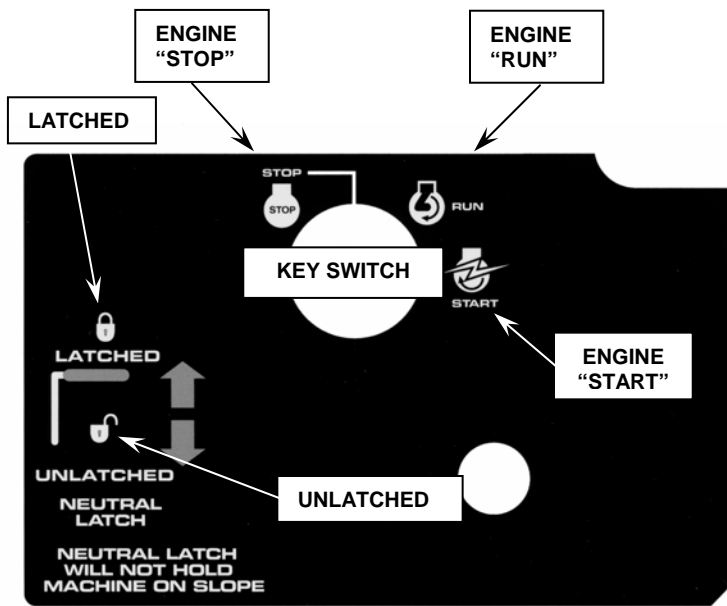 ENGINE
“STOP”
ENGINE
“RUN”
LATCHED
STOP
STOP
RUN
KEY SWITCH
START
ENGINE
“START”
LATCHED
UNLATCHED
UNLATCHED
NEUTRAL
LATCH
NEUTRAL LATCH
WILL NOT HOLD
MACHINE ON SLOPE